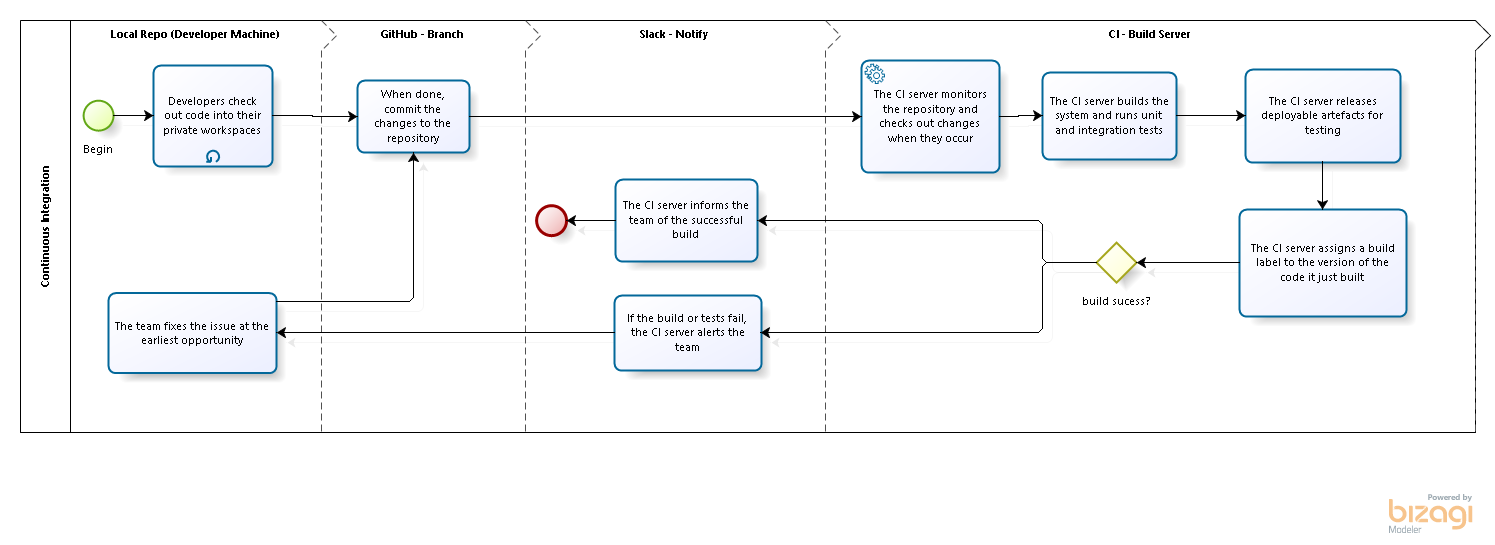 Local Repo (Developer Machine)
GitHub - Branch
Slack - Notify
CI - Build Server
Continuous Integration
Begin
Developers check
out code into their
private workspaces
When done,
commit the
changes to the
repository
The CI server monitors
the repository and
checks out changes
when they occur
The CI server builds the
system and runs unit
and integration tests
The CI server releases
deployable artefacts for
testing
The CI server informs the
team of the successful
build
build sucess?
The CI server assigns a build
label to the version of the
code it just built
The team fixes the issue at the
earliest opportunity
If the build or tests fail,
the CI server alerts the
team
Powered by
bizagi
Modeler